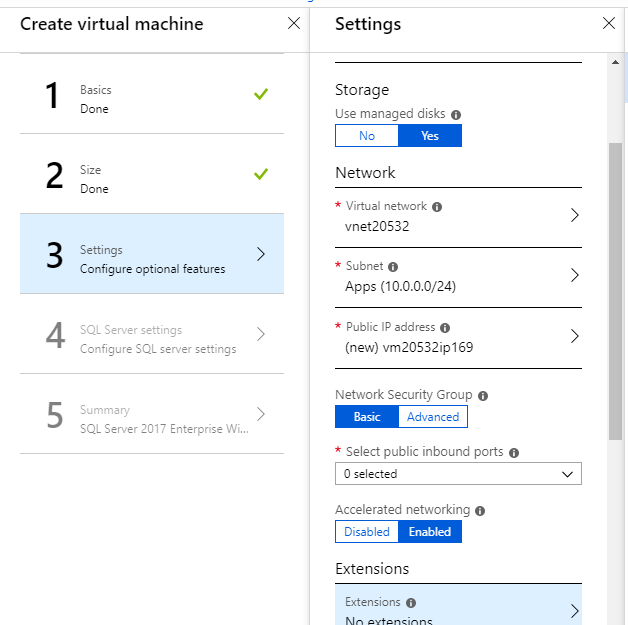 Create virtual machine
1
Basics
Done
2
Size
Done
3
Settings
Configure optional features
4
SQL Server settings
Configure SQL server settings
5
Summary
SQL Server 2017 Enterprise Wi...
Settings
Storage
Use managed disks
No Yes
Network
* Virtual network
vnet20532
* Subnet
Apps (10.0.0.0/24)
* Public IP address
(new) vm20532ip169
Network Security Group
Basic Advanced
* Select public inbound ports
0 selected
Accelerated networking
Disabled Enabled
Extensions
Extensions
No extensions